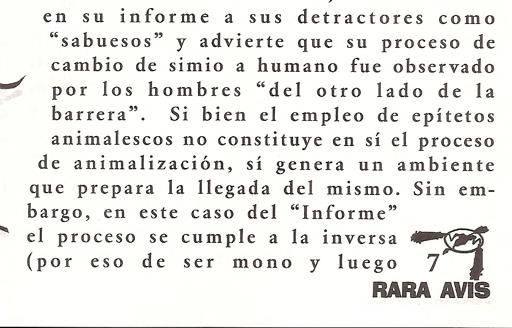 en su informe a sus detractores como
“sabuesos” y advierte que su proceso de
cambio de simio a humano fue observado
por los hombres “del otro lado de la
barrera”. Si bien el empleo de epítetos
animalescos no constituye en sí el proceso
de animalización, sí genera un ambiente
que prepara la llegada del mismo. Sin em-
bargo, en este caso del “Informe”
el proceso se cumple a la inversa
(por eso de ser mono y luego
7
RARA AVIS